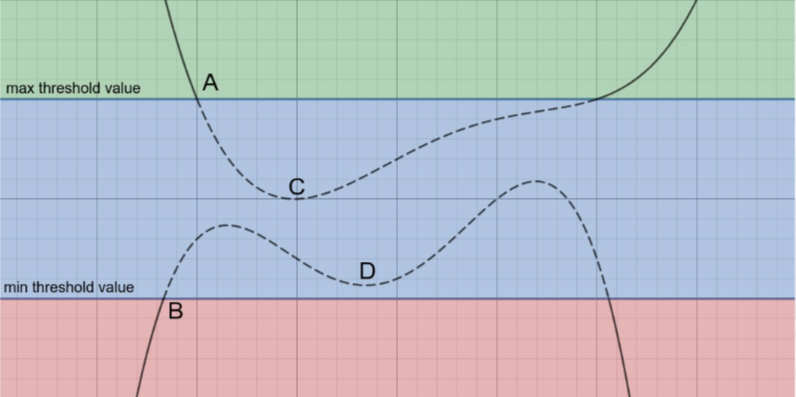 A
max threshold value
C
D
min threshold value
B